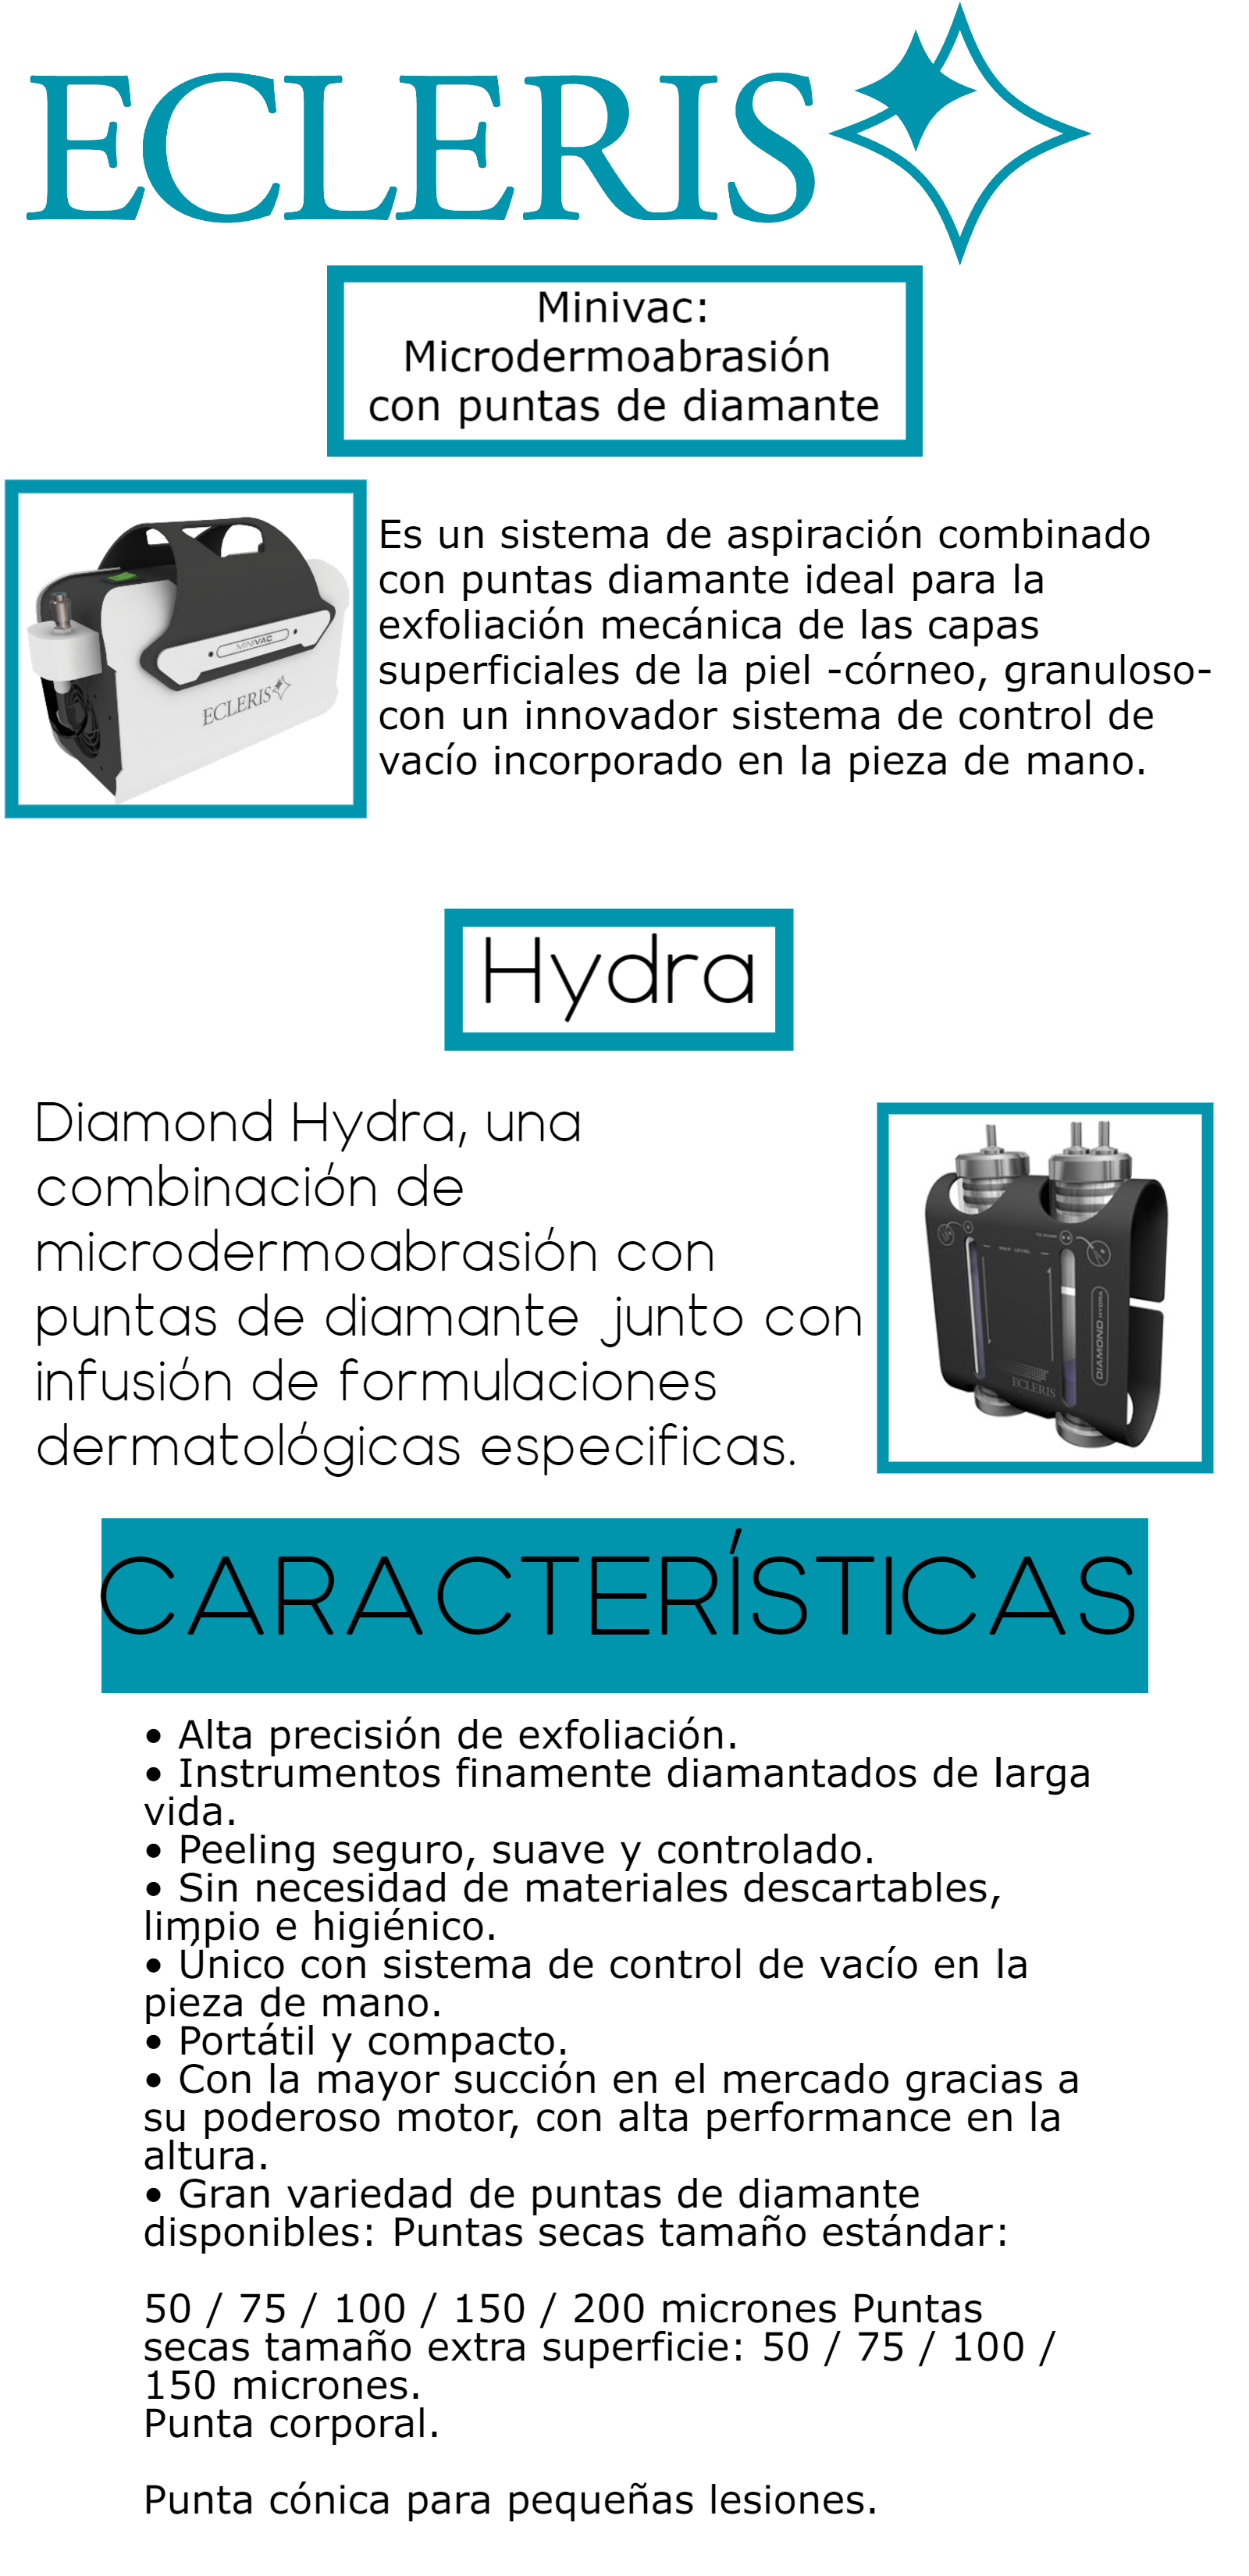 ECLERIS
Minivac:
Microdermoabrasión
con puntas de diamante
MINIVAC
ECLERIS
Es un sistema de aspiración combinado
con puntas diamante ideal para la
exfoliación mecánica de las capas
superficiales de la piel -córneo, granuloso-
con un innovador sistema de control de
vacío incorporado en la pieza de mano.
Hydra
Diamond Hydra, una
combinación de
microdermoabrasión con
puntas de diamante junto con
infusión de formulaciones
dermatológicas especificas.
MAX LEVEL
DIAMOND HYDRA
ECLERIS
CARACTERÍSTICAS
• Alta precisión de exfoliación.
• Instrumentos finamente diamantados de larga
vida.
• Peeling seguro, suave y controlado.
• Sin necesidad de materiales descartables,
limpio e higiénico.
• Único con sistema de control de vacío en la
pieza de mano.
• Portátil y compacto.
• Con la mayor succión en el mercado gracias a
su poderoso motor, con alta performance en la
altura.
• Gran variedad de puntas de diamante
disponibles: Puntas secas tamaño estándar:
50 / 75 / 100 / 150 / 200 micrones Puntas
secas tamaño extra superficie: 50 / 75 / 100 /
150 micrones.
Punta corporal.
Punta cónica para pequeñas lesiones.